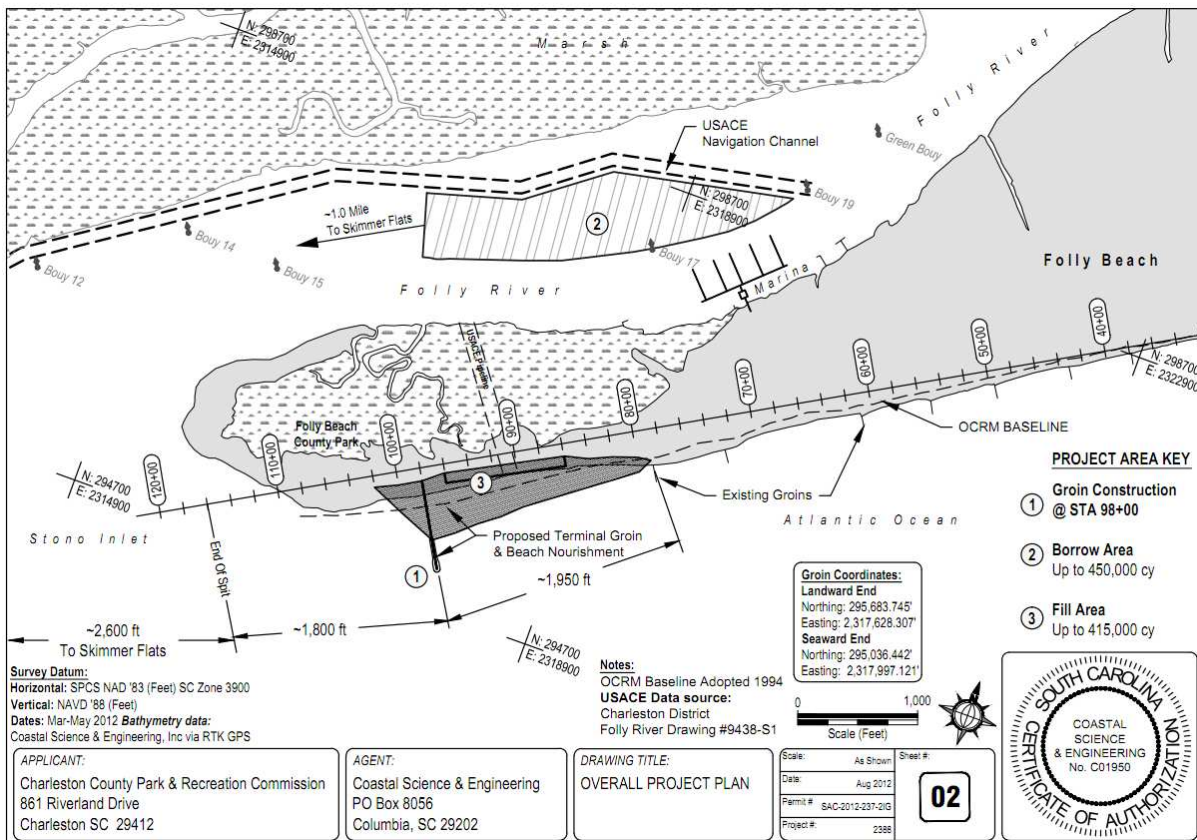 N: 298700
E: 2314900
Marsh
Folly River
USACE
Navigation Channel
Green Bouy
Bouy 19
N: 298700
E: 2318900
~1.0 Mile
To Skimmer Flats
2
Bouy 14
Bouy 17
Bouy 15
Bouy 12
Marina
Folly Beach
Folly River
USACE Pipeline
40+00
50+00
60+00
70+00
80+00
90+00
100+00
110+00
120+00
N: 298700
E: 2322900
Folly Beach
County Park
OCRM BASELINE
N: 294700
E: 2314900
3
Existing Groins
Stono Inlet
Atlantic Ocean
End Of Spit
Proposed Terminal Groin
& Beach Nourishment
1
~1,950 ft
~2,600 ft
To Skimmer Flats
~1,800 ft
N: 294700
E: 2318900
PROJECT AREA KEY
1 Groin Construction
@ STA 98+00
2 Borrow Area
Up to 450,000 cy
3 Fill Area
Up to 415,000 cy
Groin Coordinates:
Landward End
Northing: 295,683.745'
Easting: 2,317,628.307'
Seaward End
Northing: 295,036.442'
Easting: 2,317,997.121'
0 1,000
Scale (Feet)
Survey Datum:
Horizontal: SPCS NAD '83 (Feet) SC Zone 3900
Vertical: NAVD '88 (Feet)
Dates: Mar-May 2012 Bathymetry data:
Coastal Science & Engineering, Inc via RTK GPS
Notes:
OCRM Baseline Adopted 1994
USACE Data source:
Charleston District
Folly River Drawing #9438-S1
APPLICANT:
Charleston County Park & Recreation Commission
861 Riverland Drive
Charleston SC 29412
AGENT:
Coastal Science & Engineering
PO Box 8056
Columbia, SC 29202
DRAWING TITLE:
OVERALL PROJECT PLAN
Scale: As Shown
Date: Aug 2012
Permit # SAC-2012-237-2IG
Project #: 2388
Sheet #:
02
SOUTH CAROLINA
CERTIFICATE OF AUTHORIZATION
COASTAL
SCIENCE
& ENGINEERING
No. C01950